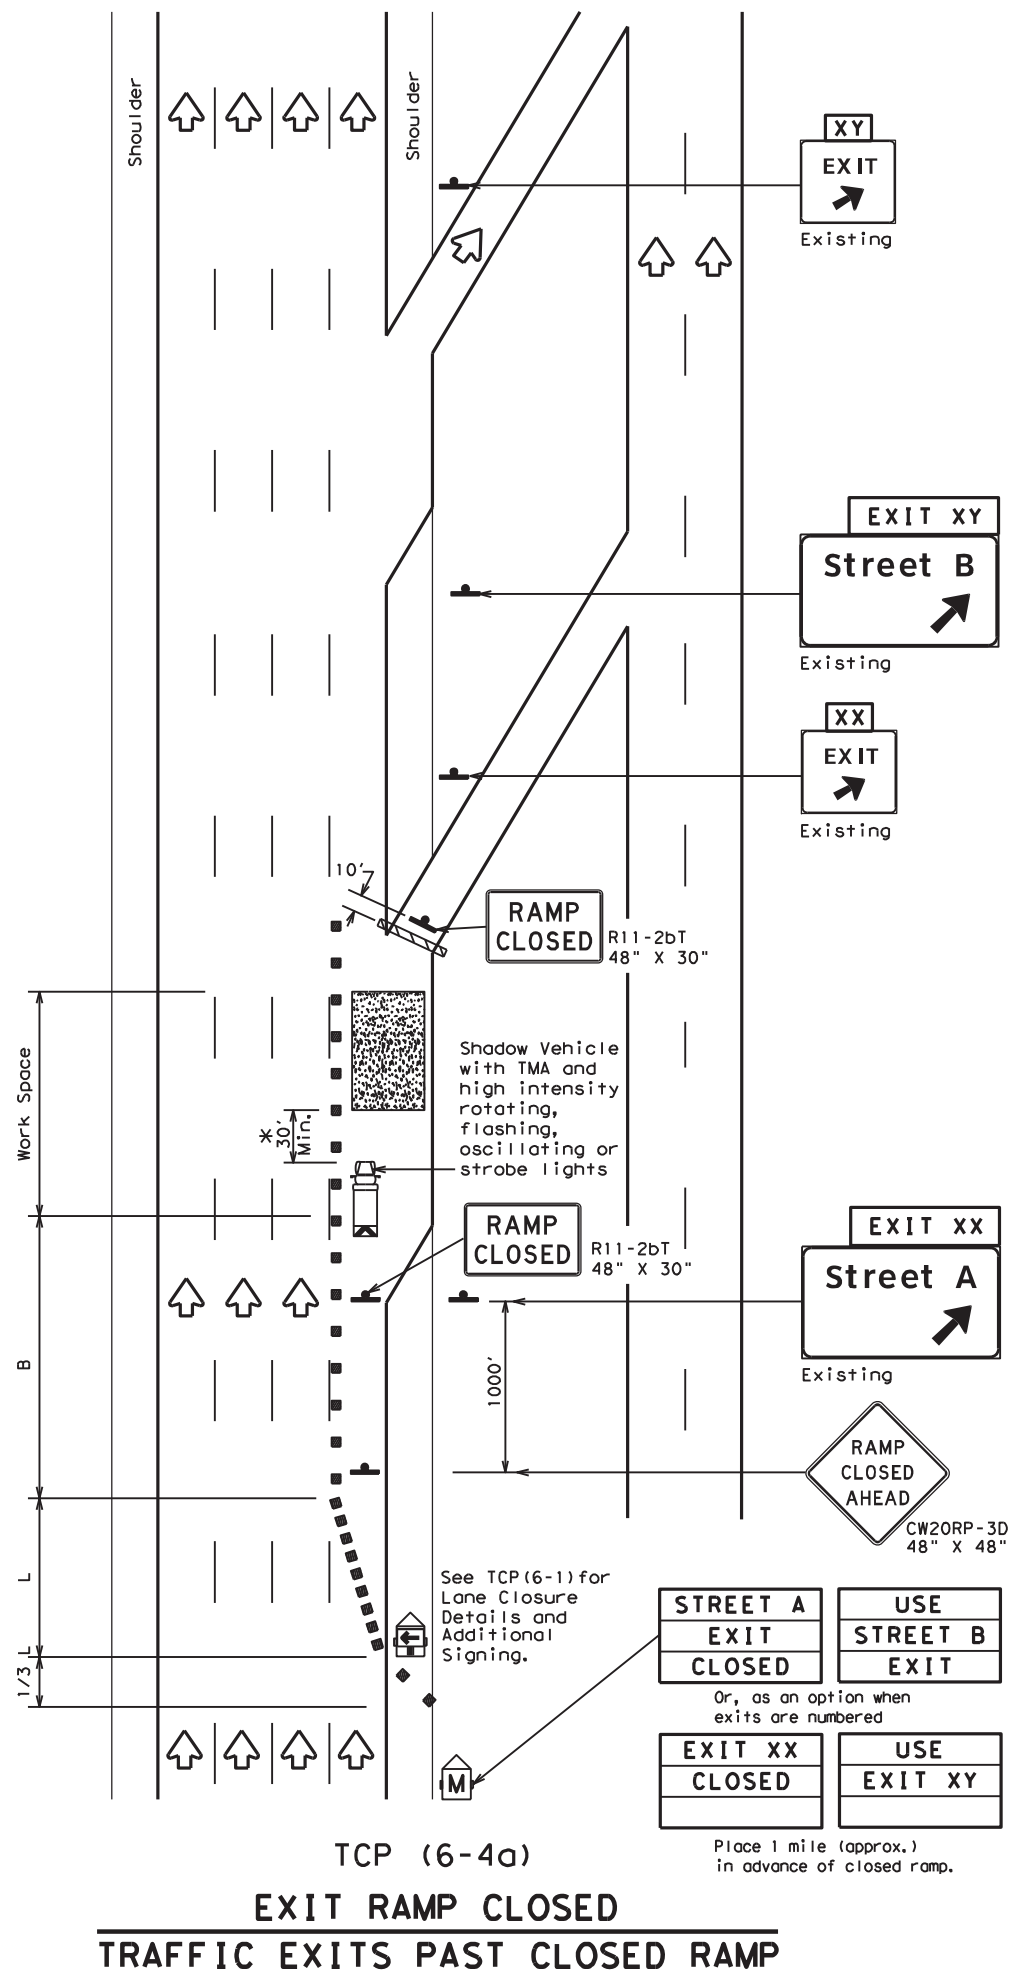 Shoulder
Shoulder
XY
EXIT
Existing
EXIT XY
Street B
Existing
XX
EXIT
Existing
10'
RAMP
CLOSED
R11-2bT
48" X 30"
Work Space
*
30'
Min.
Shadow Vehicle
with TMA and
high intensity
rotating,
flashing,
oscillating or
strobe lights
RAMP
CLOSED
R11-2bT
48" X 30"
EXIT XX
Street A
Existing
B
1000'
RAMP
CLOSED
AHEAD
CW20RP-3D
48" X 48"
L
1/3 L
See TCP(6-1)for
Lane Closure
Details and
Additional
Signing.
STREET A
EXIT
CLOSED
USE
STREET B
EXIT
Or, as an option when
exits are numbered
EXIT XX
CLOSED
USE
EXIT XY
M
Place 1 mile (approx.)
in advance of closed ramp.
TCP (6-4a)
EXIT RAMP CLOSED
TRAFFIC EXITS PAST CLOSED RAMP